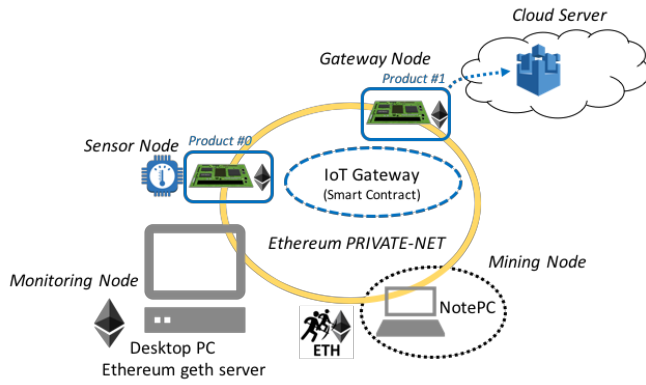 Cloud Server
Gateway Node
Product #1
Sensor Node
Product #0
IoT Gateway
(Smart Contract)
Ethereum PRIVATE-NET
Mining Node
Monitoring Node
NotePC
ETH
Desktop PC
Ethereum geth server